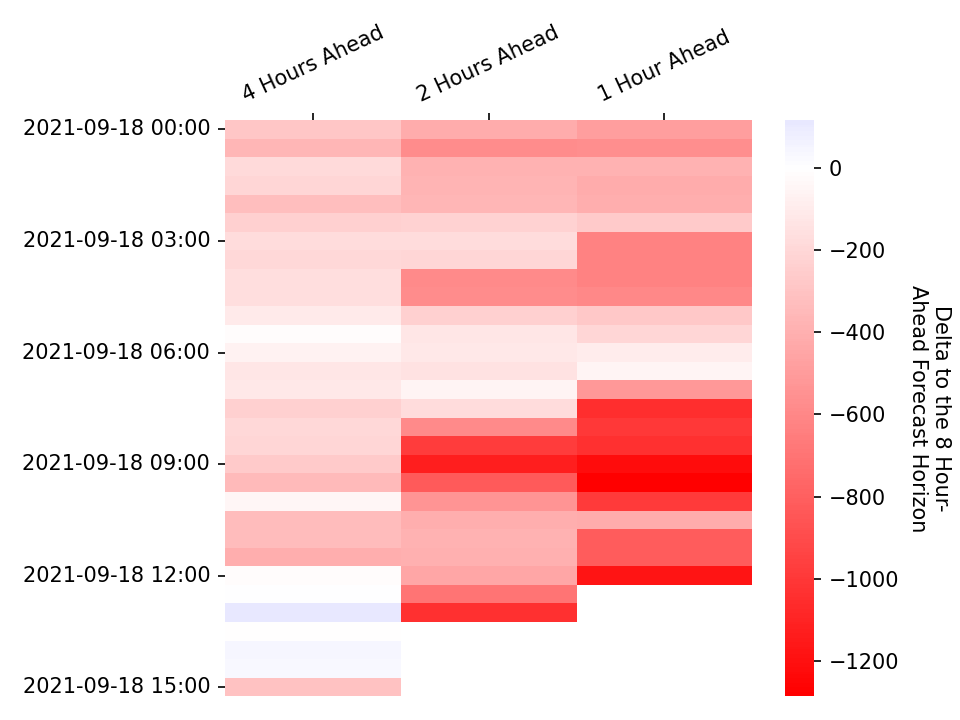 4 Hours Ahead
2 Hours Ahead
1 Hour Ahead
2021-09-18 00:00
2021-09-18 03:00
2021-09-18 06:00
2021-09-18 09:00
2021-09-18 12:00
2021-09-18 15:00
0
−200
−400
−600
−800
−1000
−1200
Delta to the 8 Hour-
Ahead Forecast Horizon